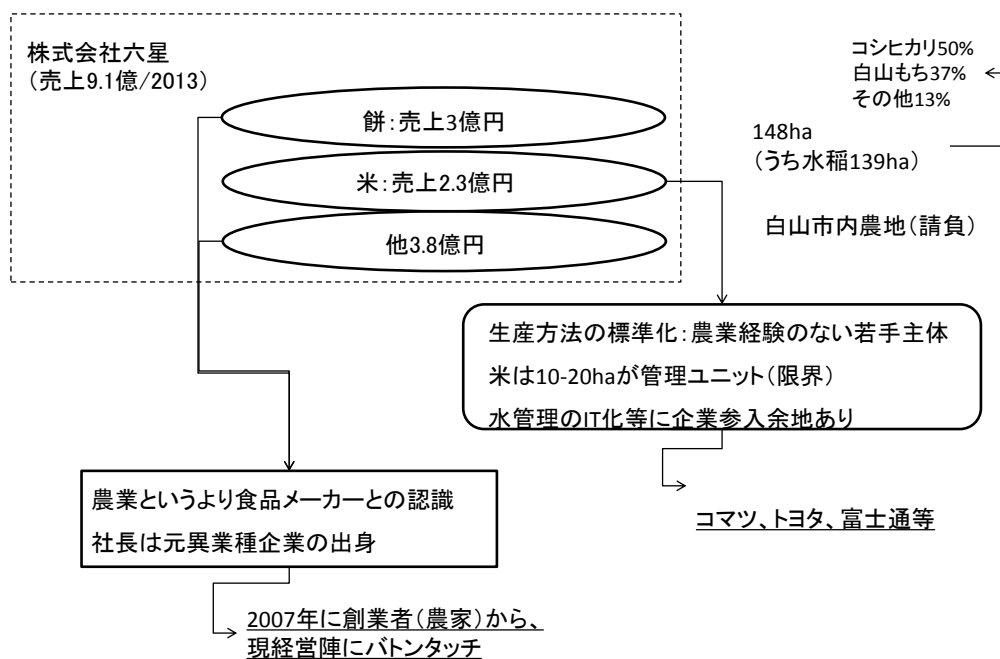 株式会社六星
（売上9.1億/2013）
餅：売上3億円
米：売上2.3億円
他3.8億円
コシヒカリ50%
白山もち37%
その他13%
148ha
（うち水稲139ha）
白山市内農地（請負）
生産方法の標準化：農業経験のない若手主体
米は10-20haが管理ユニット（限界）
水管理のIT化等に企業参入余地あり
コマツ、トヨタ、富士通等
農業というより食品メーカーとの認識
社長は元異業種企業の出身
2007年に創業者（農家）から、
現経営陣にバトンタッチ